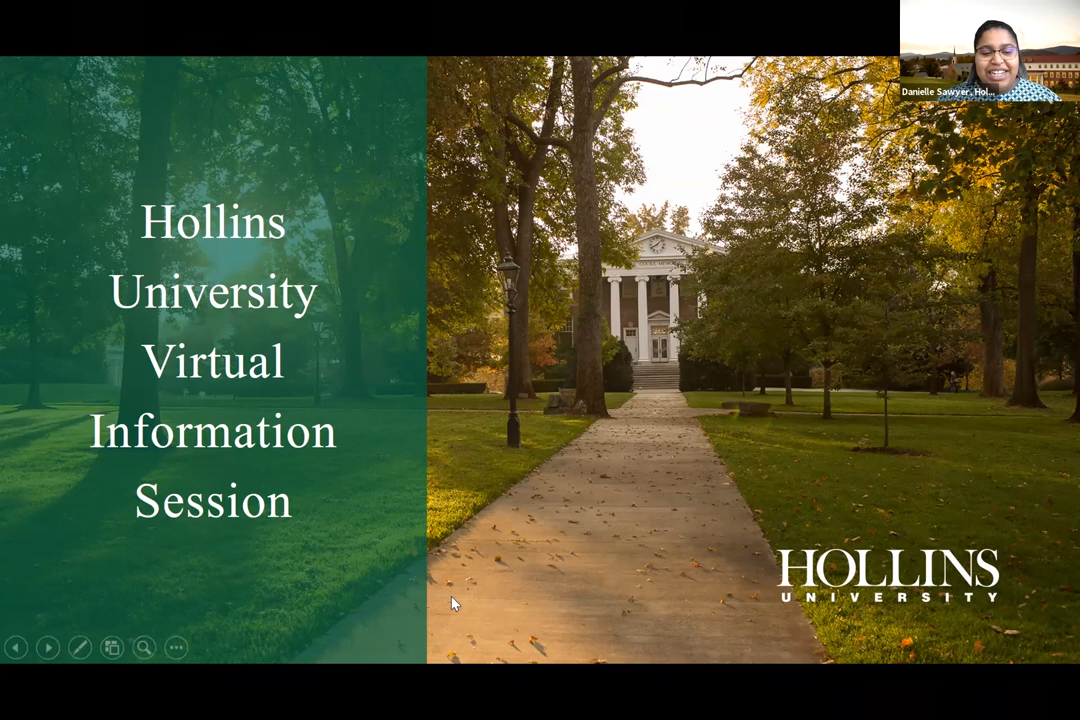 Hollins
University
Virtual
Information
Session
Danielle Sawyer, Hol...
HOLLINS
UNIVERSITY